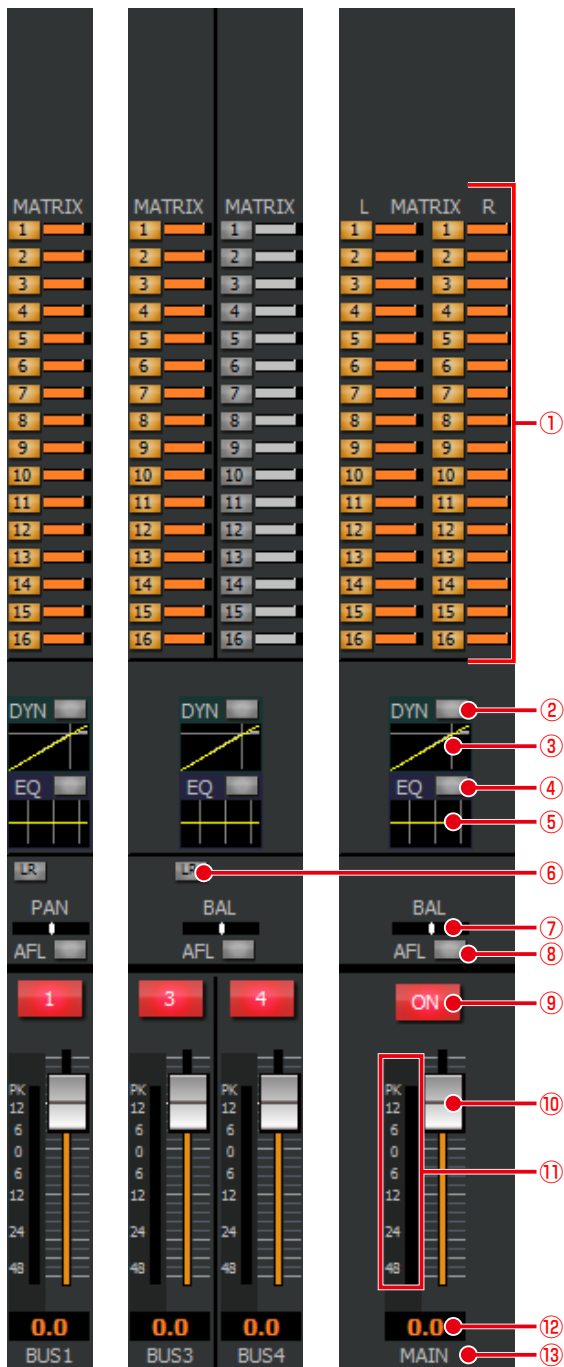 MATRIX MATRIX MATRIX L MATRIX R
1 1 1 1 1
2 2 2 2 2
3 3 3 3 3
4 4 4 4 4
5 5 5 5 5
6 6 6 6 6
7 7 7 7 7
8 8 8 8 8 ①
9 9 9 9 9
10 10 10 10 10
11 11 11 11 11
12 12 12 12 12
13 13 13 13 13
14 14 14 14 14
15 15 15 15 15
16 16 16 16 16
DYN DYN DYN ②
③
EQ EQ EQ ④
⑤
LR LR ⑥
PAN BAL BAL
⑦
AFL AFL AFL ⑧
1 3 4 ON ⑨
PK PK PK PK
12 12 12 12 ⑩
6 6 6 6
0 0 0 0
6 6 6 6 ⑪
12 12 12 12
24 24 24 24
48 48 48 48
0.0 0.0 0.0 0.0 ⑫
BUS1 BUS3 BUS4 MAIN ⑬